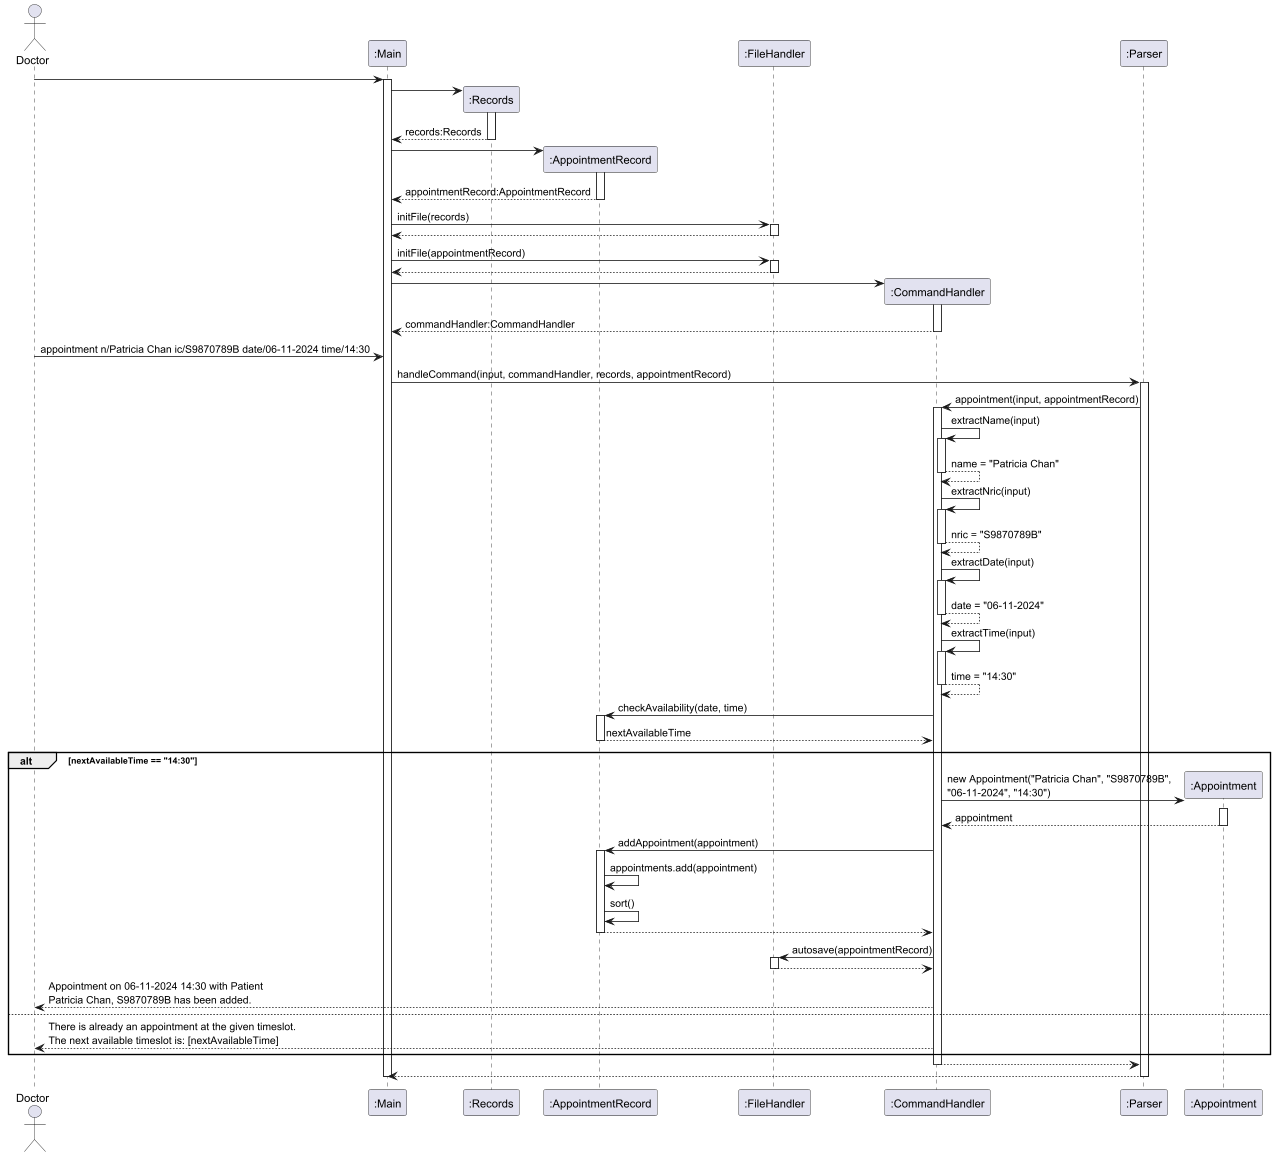 Doctor
:Main
:FileHandler
:Parser
:Records
records:Records
:AppointmentRecord
appointmentRecord:AppointmentRecord
initFile(records)
initFile(appointmentRecord)
:CommandHandler
commandHandler:CommandHandler
appointment n/Patricia Chan ic/S9870789B date/06-11-2024 time/14:30
handleCommand(input, commandHandler, records, appointmentRecord)
appointment(input, appointmentRecord)
extractName(input)
name = "Patricia Chan"
extractNric(input)
nric = "S9870789B"
extractDate(input)
date = "06-11-2024"
extractTime(input)
time = "14:30"
checkAvailability(date, time)
nextAvailableTime
alt [nextAvailableTime == "14:30"]
new Appointment("Patricia Chan", "S9870789B",
"06-11-2024", "14:30")
:Appointment
appointment
addAppointment(appointment)
appointments.add(appointment)
sort()
autosave(appointmentRecord)
Appointment on 06-11-2024 14:30 with Patient
Patricia Chan, S9870789B has been added.
There is already an appointment at the given timeslot.
The next available timeslot is: [nextAvailableTime]
Doctor
:Main
:Records
:AppointmentRecord
:FileHandler
:CommandHandler
:Parser
:Appointment